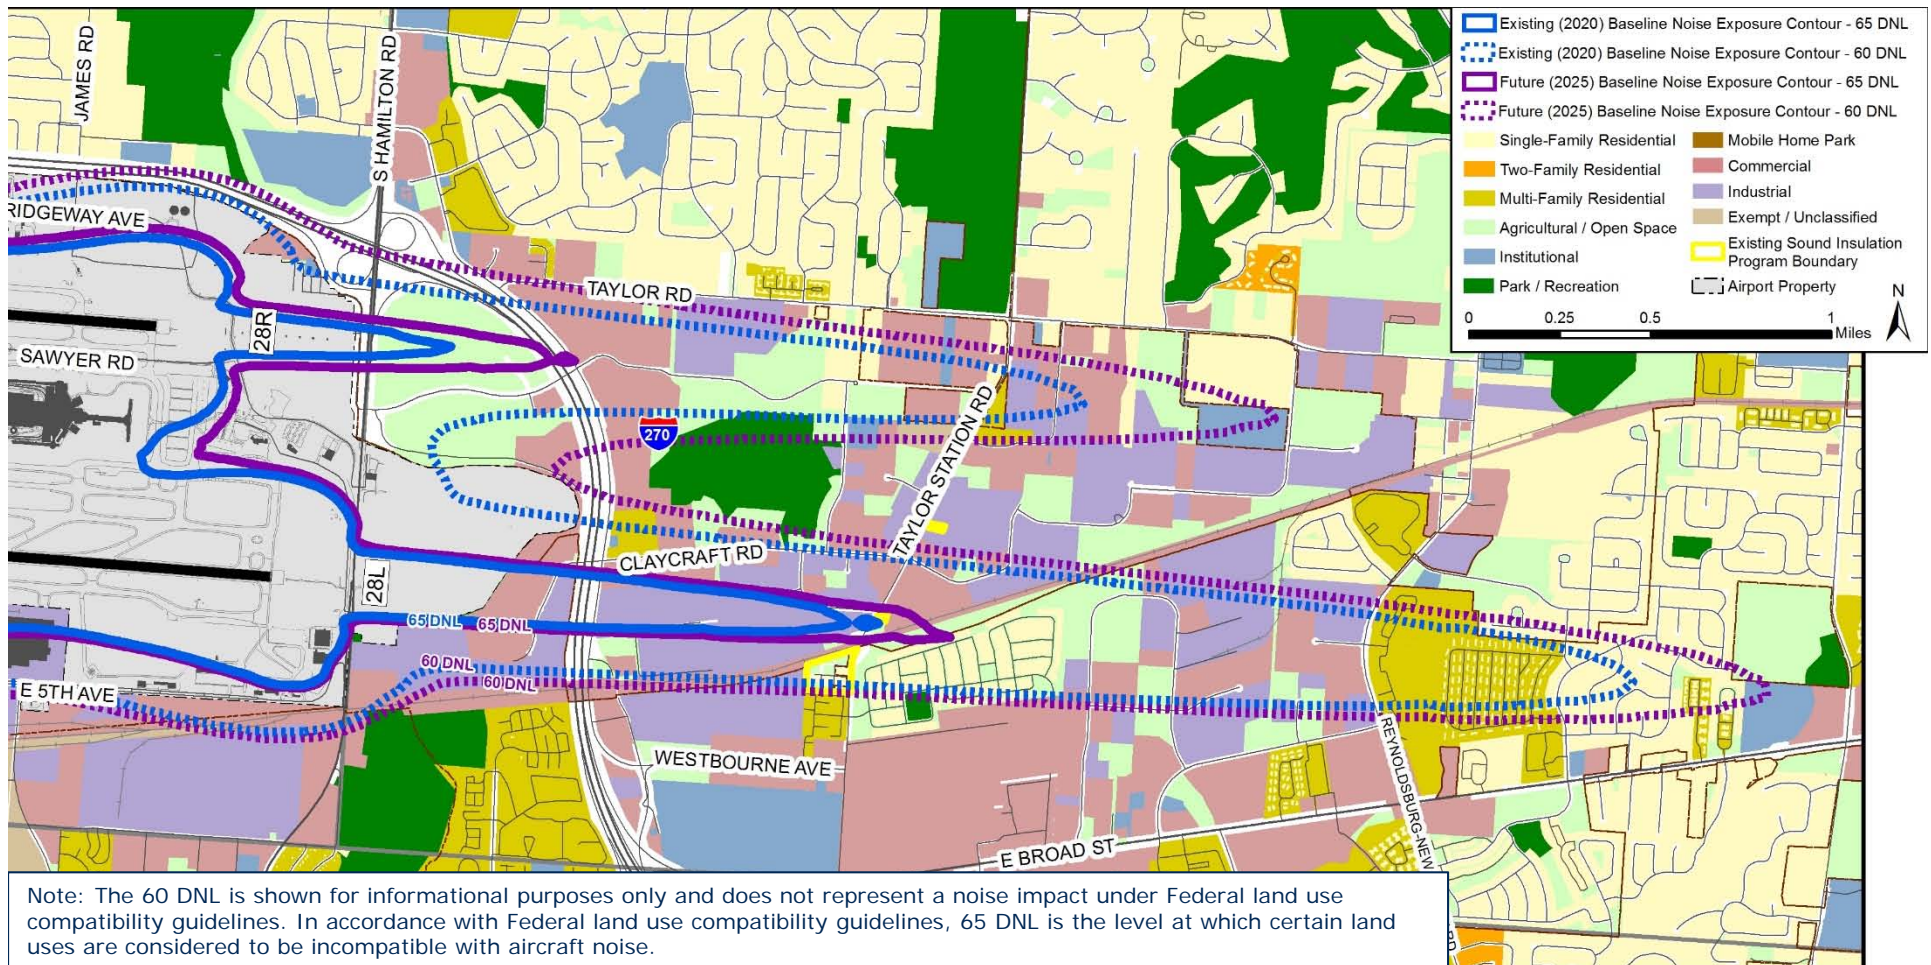 Existing (2020) Baseline Noise Exposure Contour - 65 DNL
Existing (2020) Baseline Noise Exposure Contour - 60 DNL
Future (2025) Baseline Noise Exposure Contour - 65 DNL
Future (2025) Baseline Noise Exposure Contour - 60 DNL
Single-Family Residential
Two-Family Residential
Multi-Family Residential
Agricultural / Open Space
Institutional
Park / Recreation
Mobile Home Park
Commercial
Industrial
Exempt / Unclassified
Existing Sound Insulation
Program Boundary
Airport Property
N
0 0.25 0.5 1
Miles
JAMES RD
S HAMILTON RD
RIDGEWAY AVE
28R
TAYLOR RD
SAWYER RD
270
TAYLOR STATION RD
CLAYCRAFT RD
28L
65 DNL 65 DNL
60 DNL
60 DNL
E 5TH AVE
WESTBOURNE AVE
REYNOLDSBURG-NEW
RD
E BROAD ST
Note: The 60 DNL is shown for informational purposes only and does not represent a noise impact under Federal land use
compatibility guidelines. In accordance with Federal land use compatibility guidelines, 65 DNL is the level at which certain land
uses are considered to be incompatible with aircraft noise.